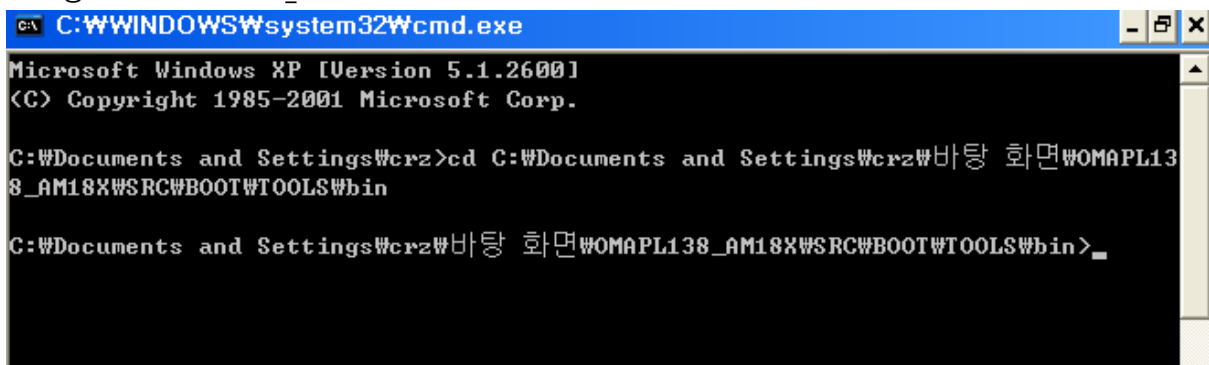 C:₩WINDOWS₩system32₩cmd.exe
Microsoft Windows XP [Version 5.1.2600]
(C) Copyright 1985-2001 Microsoft Corp.
C:₩Documents and Settings₩crz>cd C:₩Documents and Settings₩crz₩바탕 화면₩OMAPL13
8_AM18X₩SRC₩BOOT₩TOOLS₩bin
C:₩Documents and Settings₩crz₩바탕 화면₩OMAPL138_AM18X₩SRC₩BOOT₩TOOLS₩bin>_